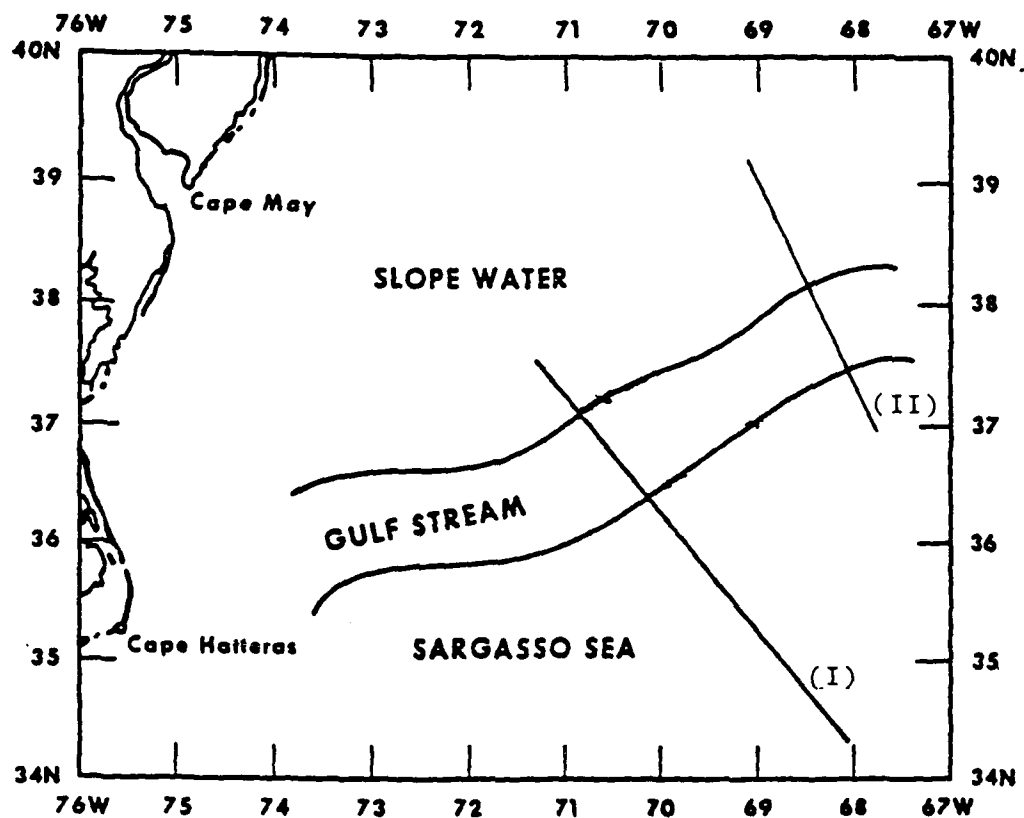 76W 75 74 73 72 71 70 69 68 67W
40N 40N
39 39
Cape May
SLOPE WATER
38 38
(II)
37 37
GULF STREAM
36 36
Cape Hatteras
SARGASSO SEA
35 35
(I)
34N 34N
76W 75 74 73 72 71 70 69 68 67W